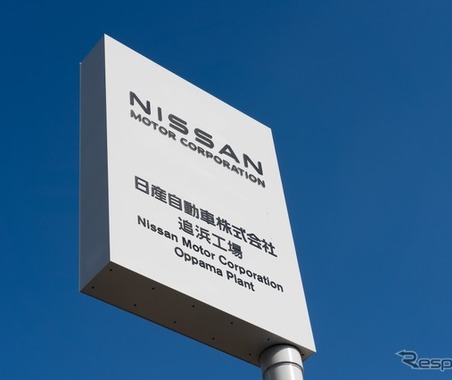 NISSAN
MOTOR CORPORATION
日産自動車株式会社
追浜工場
Nissan Motor Corporation
Oppama Plant